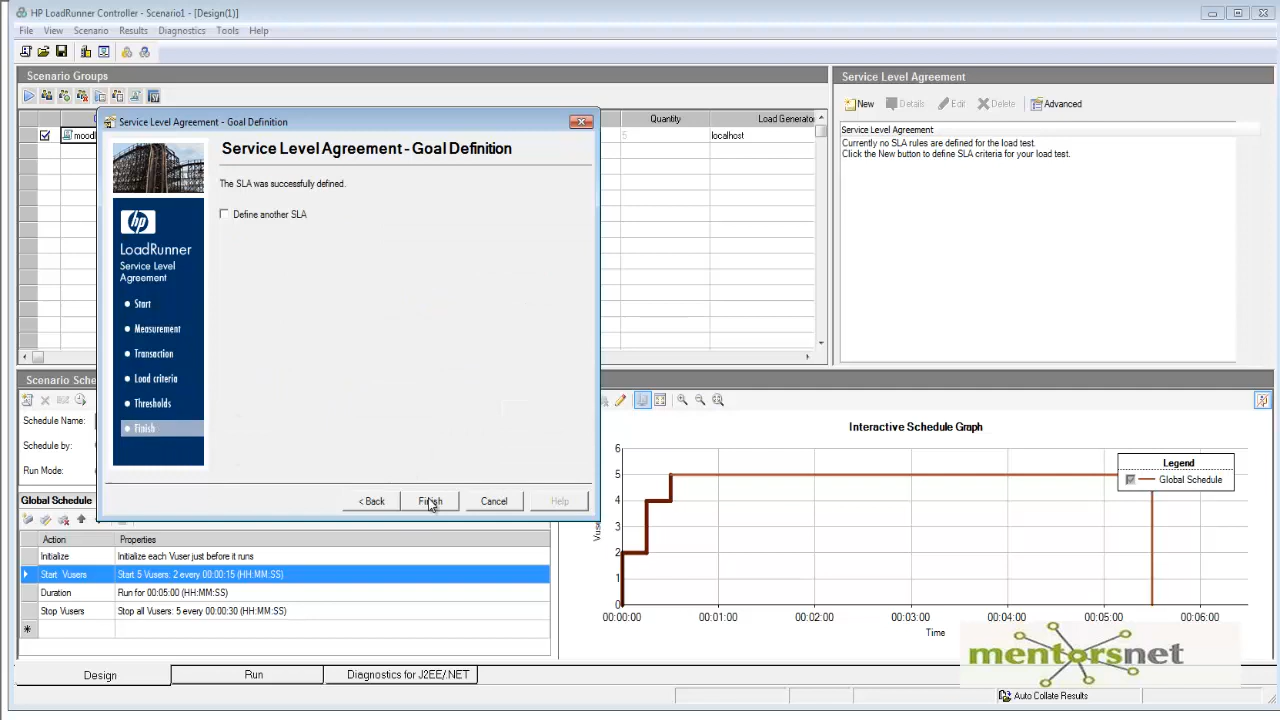 HP LoadRunner Controller - Scenario1 - [Design(1)]
File View Scenario Results Diagnostics Tools Help
Scenario Groups
Service Level Agreement
New Details Edit Delete Advanced
Quantity Load Generato
5 localhost
Service Level Agreement
Currently no SLA rules are defined for the load test.
Click the New button to define SLA criteria for your load test.
Service Level Agreement - Goal Definition
Service Level Agreement - Goal Definition
The SLA was successfully defined.
Define another SLA
hp
LoadRunner
Service Level
Agreement
Start
Measurement
Transaction
Load criteria
Thresholds
Finish
< Back Finish Cancel Help
Scenario Sche
Schedule Name:
Schedule by:
Run Mode:
Global Schedule
Action Properties
Initialize Initialize each Vuser just before it runs
Start Vusers Start 5 Vusers: 2 every 00:00:15 (HH:MM:SS)
Duration Run for 00:05:00 (HH:MM:SS)
Stop Vusers Stop all Vusers: 5 every 00:00:30 (HH:MM:SS)
Interactive Schedule Graph
Legend
Global Schedule
6
5
4
3
2
1
0
00:00:00 00:01:00 00:02:00 00:03:00 00:04:00 00:05:00 00:06:00
Time
mentorsnet
Design Run Diagnostics for J2EE/.NET
Auto Collate Results